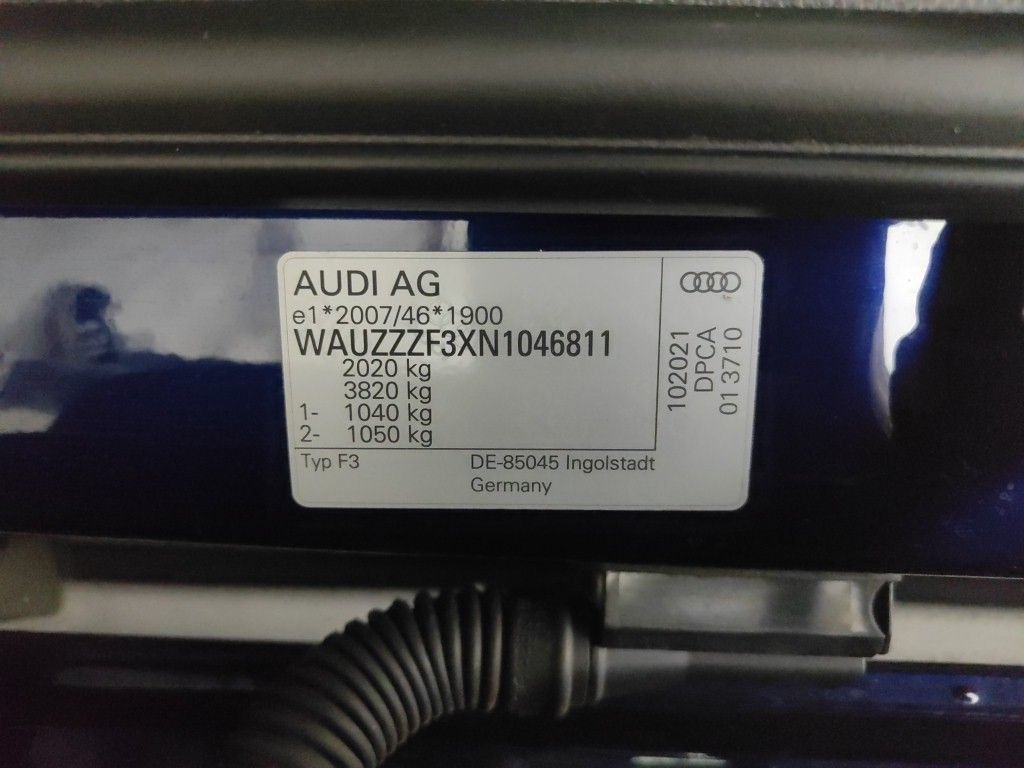 AUDI AG
e1*2007/46*1900
WAUZZZF3XN1046811
2020 kg
3820 kg
1- 1040 kg
2- 1050 kg
Typ F3
DE-85045 Ingolstadt
Germany
102021
DPCA
01 3710